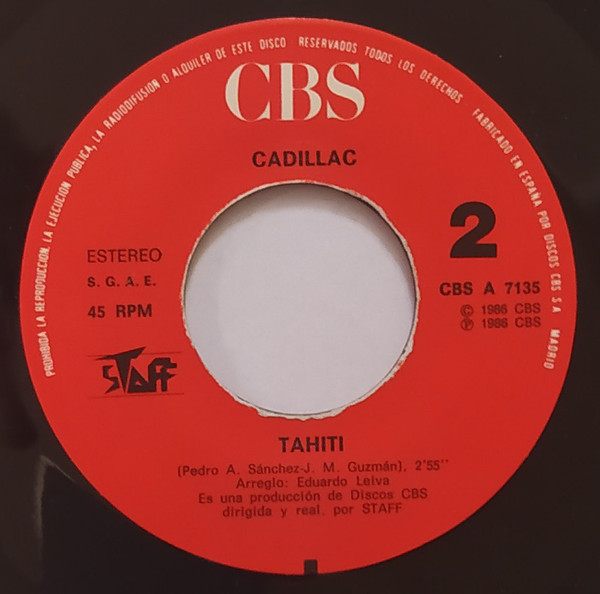 PROHIBIDA LA REPRODUCCION. LA EJECUCION PUBLICA, LA RADIODIFUSION O ALQUILER DE ESTE DISCO RESERVADOS TODOS LOS DERECHOS FABRICADO EN ESPAÑA POR DISCOS CBS S A MADRID
CBS
CADILLAC
2
ESTEREO
S. G. A. E.
45 RPM
CBS A 7135
© 1986 CBS
℗ 1986 CBS
STAFF
TAHITI
(Pedro A. Sánchez-J. M. Guzmán), 2'55''
Arreglo: Eduardo Leiva
Es una producción de Discos CBS
dirigida y real. por STAFF